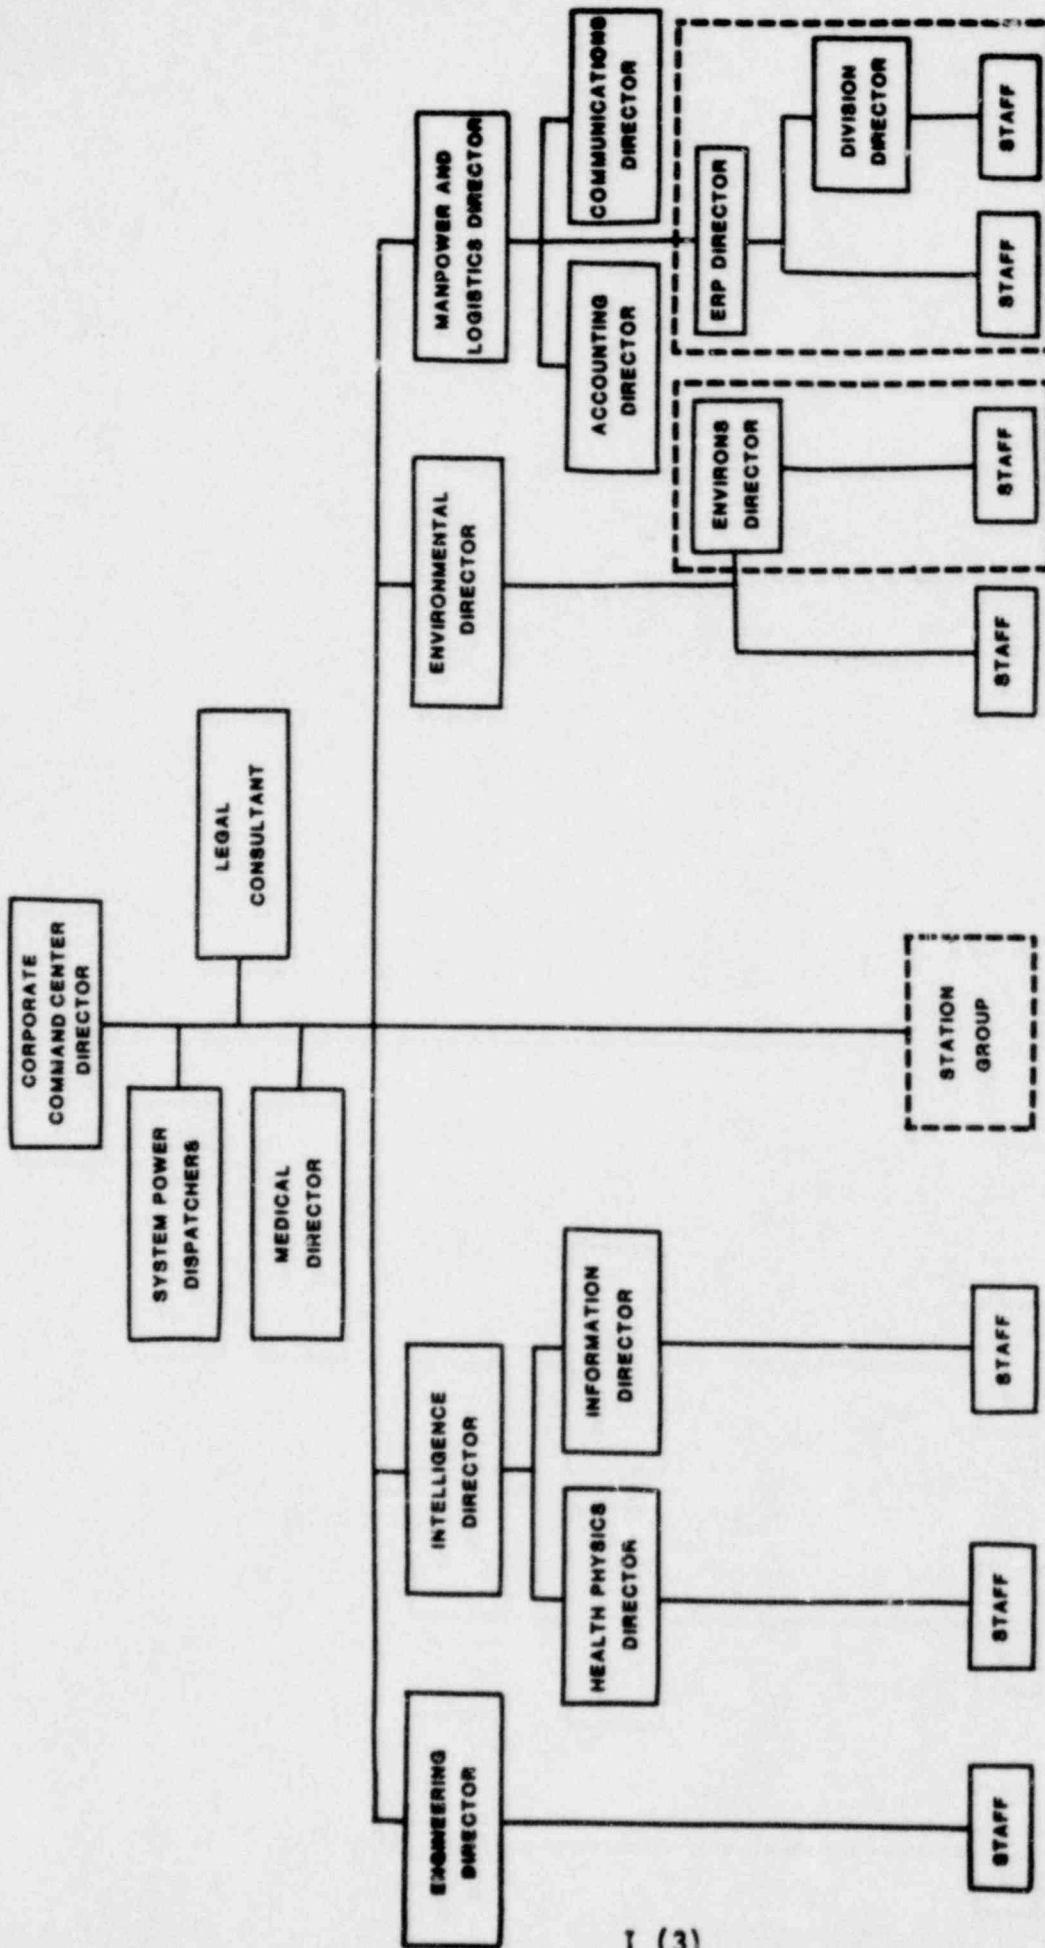 CORPORATE
COMMAND CENTER
DIRECTOR
SYSTEM POWER
DISPATCHERS
LEGAL
CONSULTANT
MEDICAL
DIRECTOR
ENGINEERING
DIRECTOR
INTELLIGENCE
DIRECTOR
ENVIRONMENTAL
DIRECTOR
MANPOWER AND
LOGISTICS DIRECTOR
HEALTH PHYSICS
DIRECTOR
INFORMATION
DIRECTOR
ACCOUNTING
DIRECTOR
COMMUNICATIONS
DIRECTOR
ENVIRONS
DIRECTOR
ERP DIRECTOR
DIVISION
DIRECTOR
STATION
GROUP
STAFF
STAFF
STAFF
STAFF
STAFF
STAFF
STAFF
I (3)